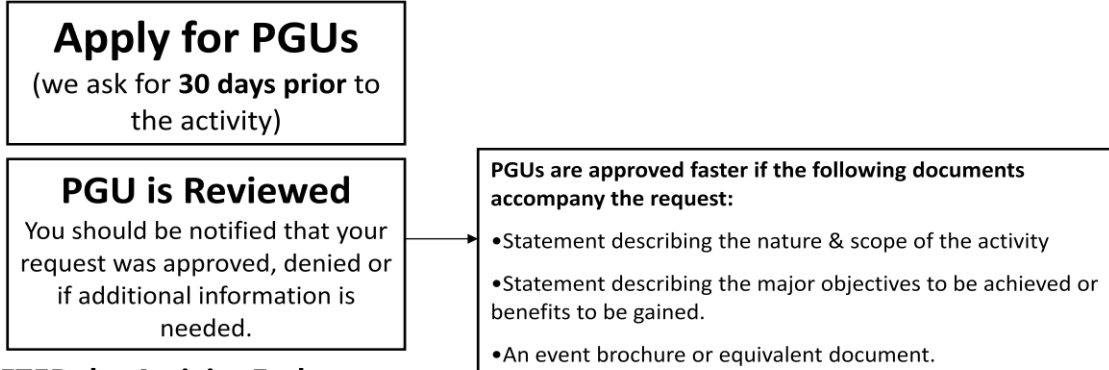 Apply for PGUs
(we ask for 30 days prior to
the activity)
PGU is Reviewed
You should be notified that your
request was approved, denied or
if additional information is
needed.
PGUs are approved faster if the following documents
accompany the request:
•Statement describing the nature & scope of the activity
•Statement describing the major objectives to be achieved or
benefits to be gained.
•An event brochure or equivalent document.